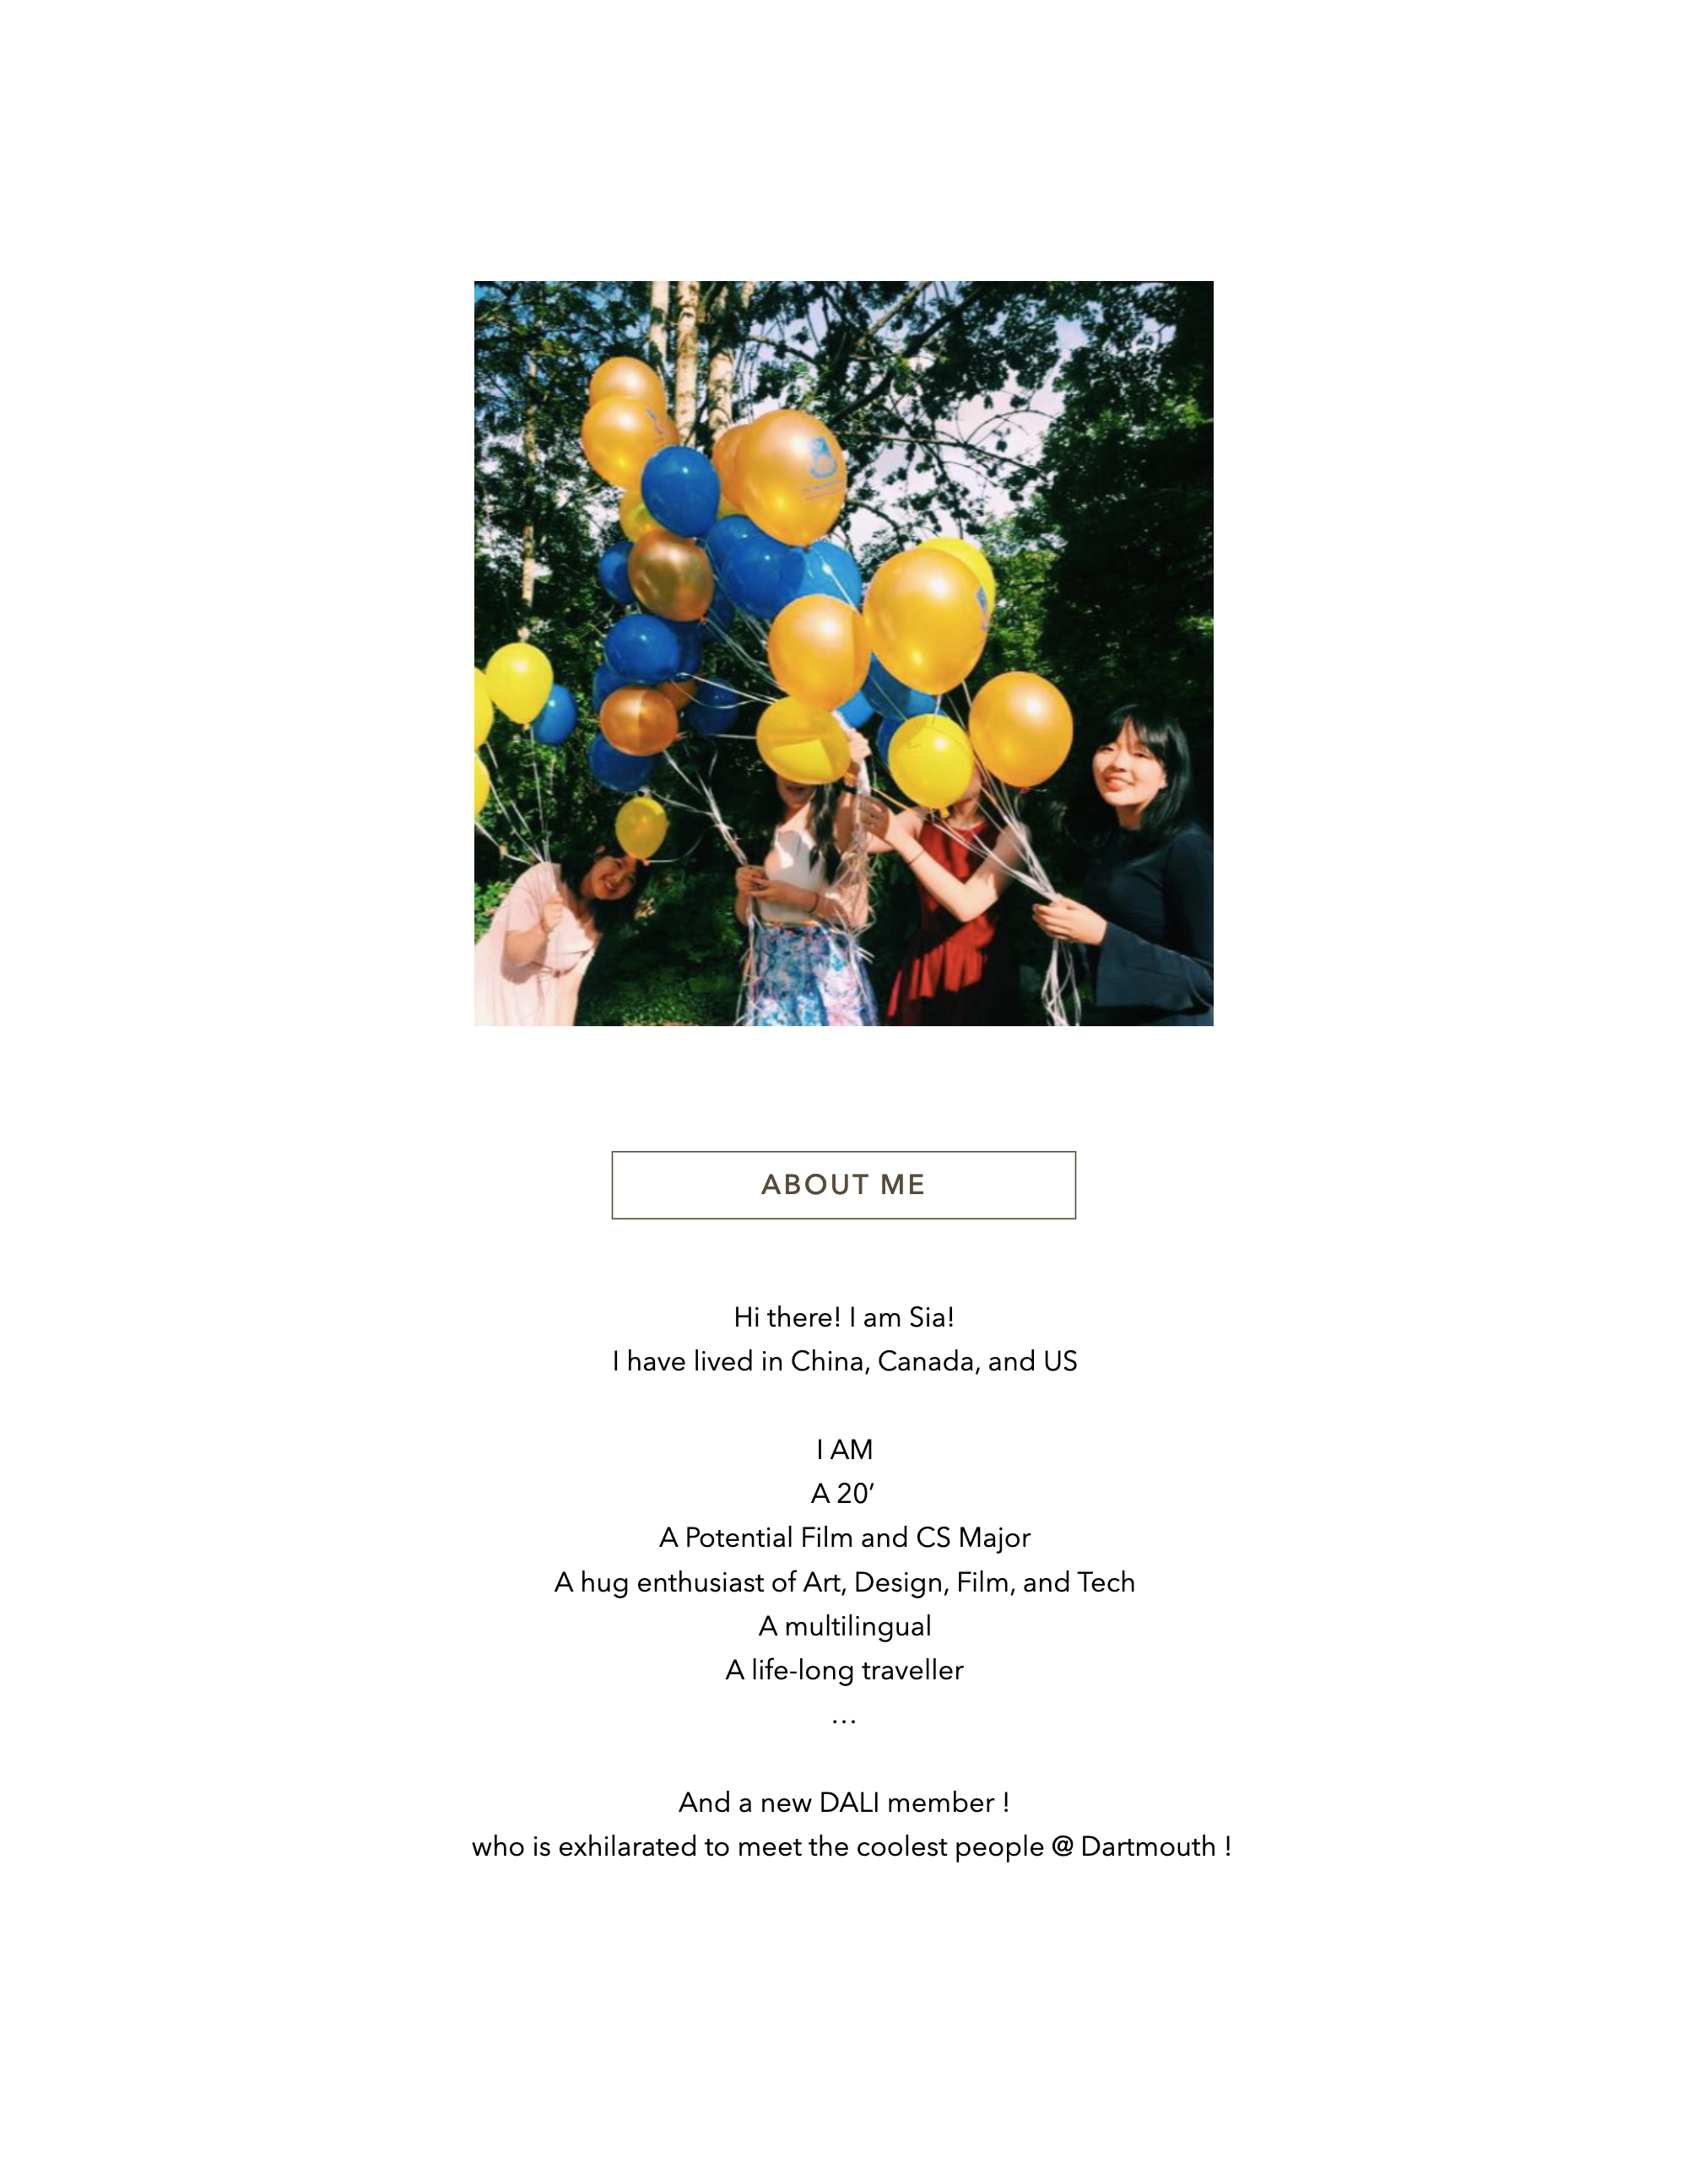 ABOUT ME
Hi there! I am Sia!
I have lived in China, Canada, and US
I AM
A 20’
A Potential Film and CS Major
A hug enthusiast of Art, Design, Film, and Tech
A multilingual
A life-long traveller
…
And a new DALI member !
who is exhilarated to meet the coolest people @ Dartmouth !